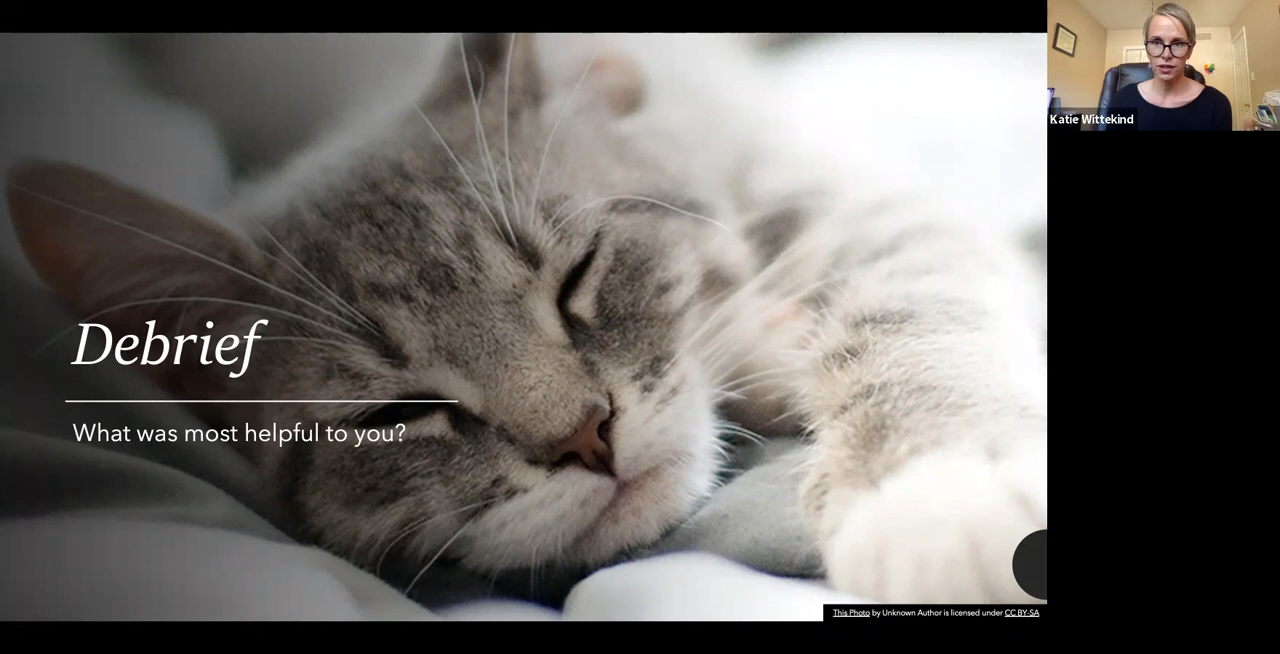 Debrief
What was most helpful to you?
This Photo by Unknown Author is licensed under CC BY-SA
Katie Wittekind